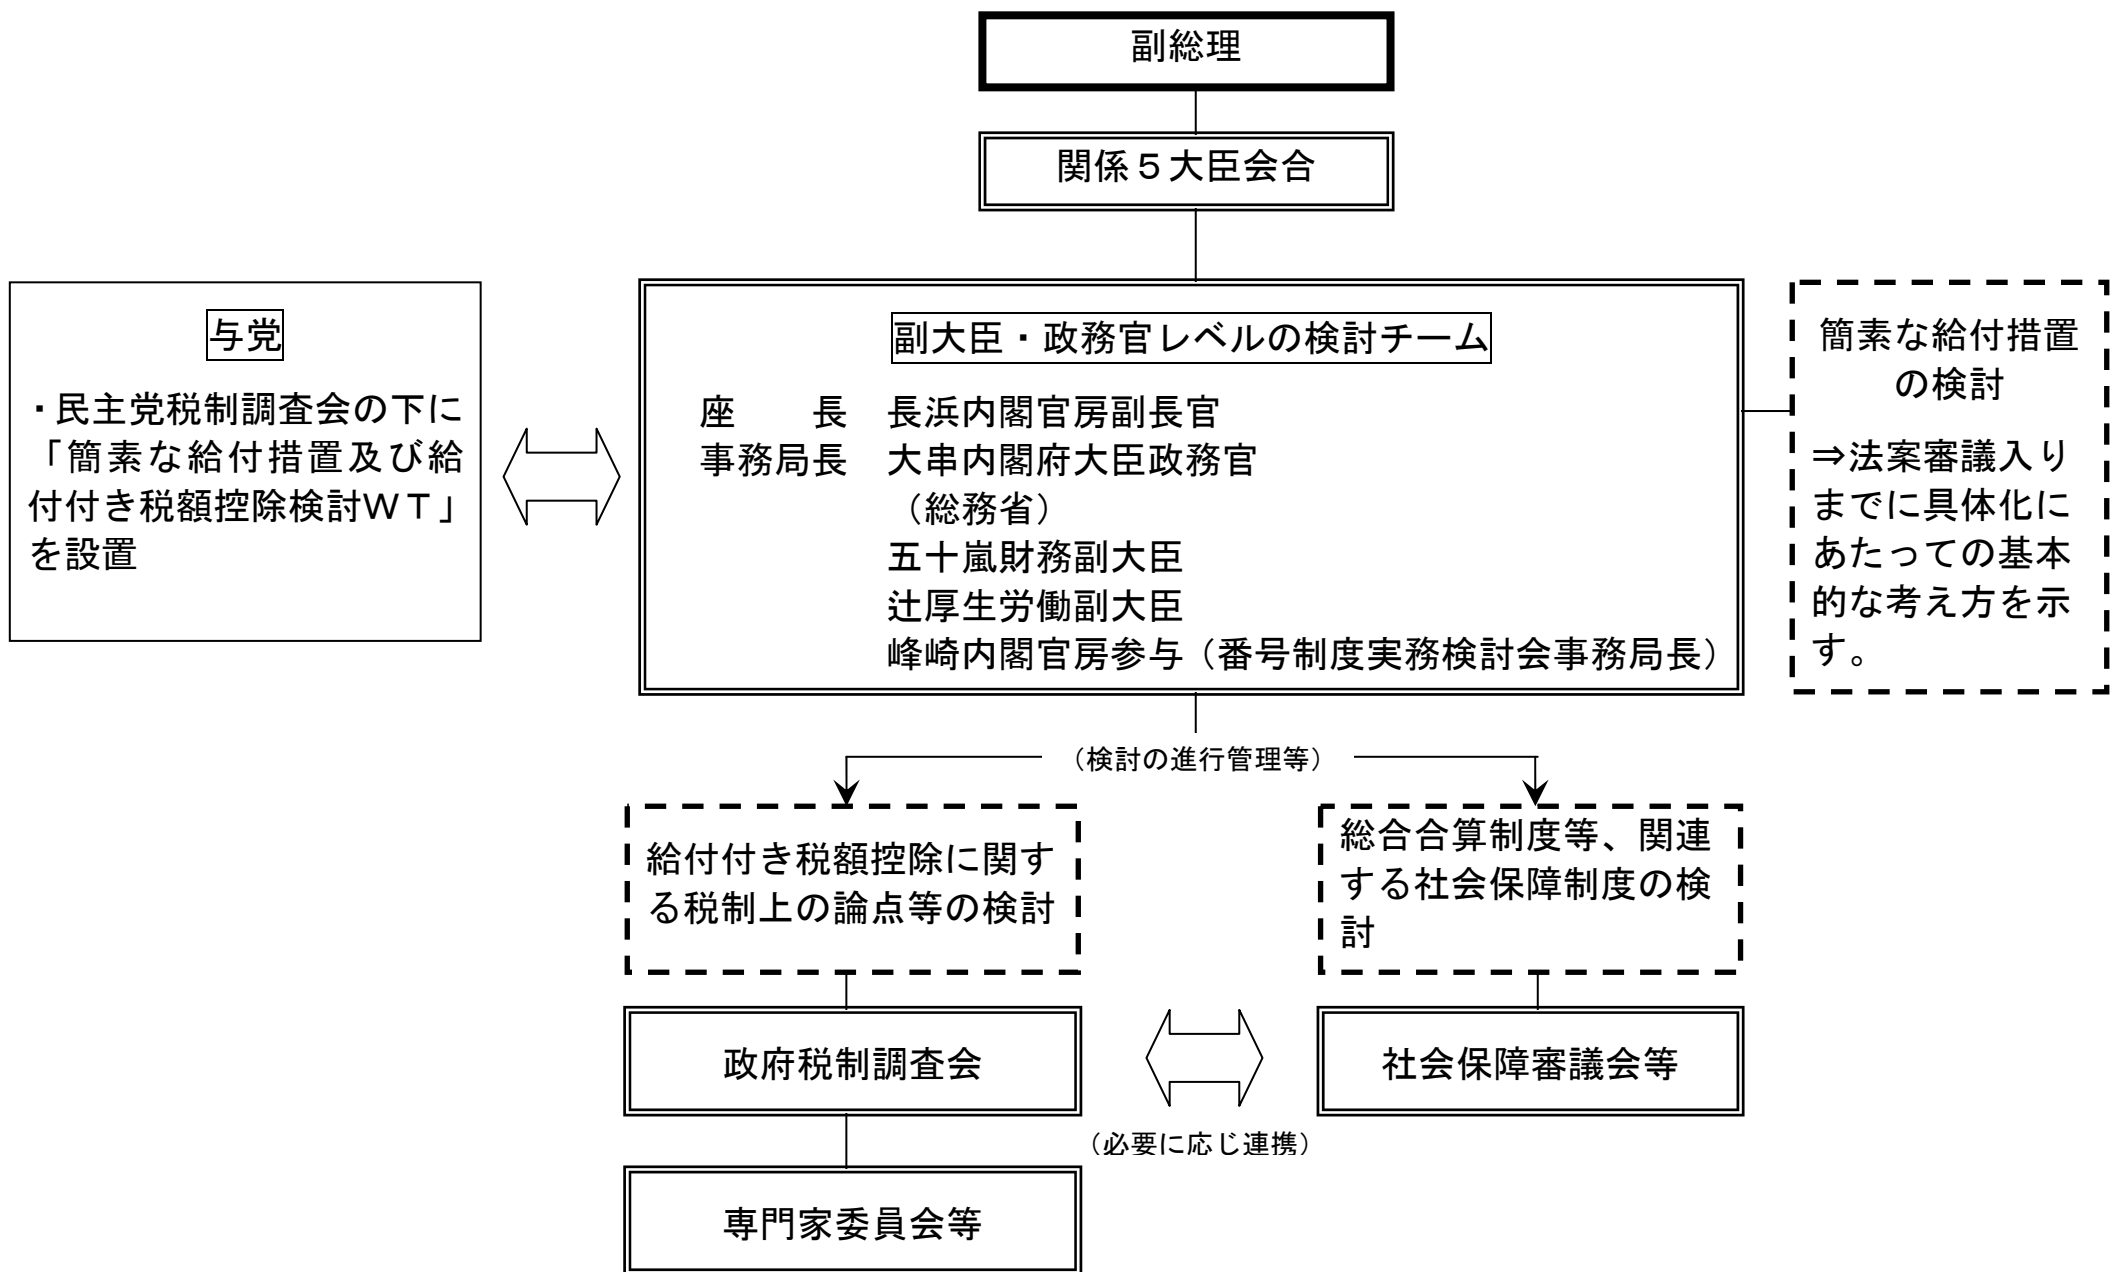 副総理
関係５大臣会合
与党
・民主党税制調査会の下に
「簡素な給付措置及び給
付付き税額控除検討ＷＴ」
を設置
副大臣・政務官レベルの検討チーム
座　　長　長浜内閣官房副長官
事務局長　大串内閣府大臣政務官
（総務省）
五十嵐財務副大臣
辻厚生労働副大臣
峰崎内閣官房参与（番号制度実務検討会事務局長）
簡素な給付措置
の検討
⇒法案審議入り
までに具体化に
あたっての基本
的な考え方を示
す。
（検討の進行管理等）
給付付き税額控除に関す
る税制上の論点等の検討
総合合算制度等、関連
する社会保障制度の検
討
政府税制調査会
社会保障審議会等
（必要に応じ連携）
専門家委員会等